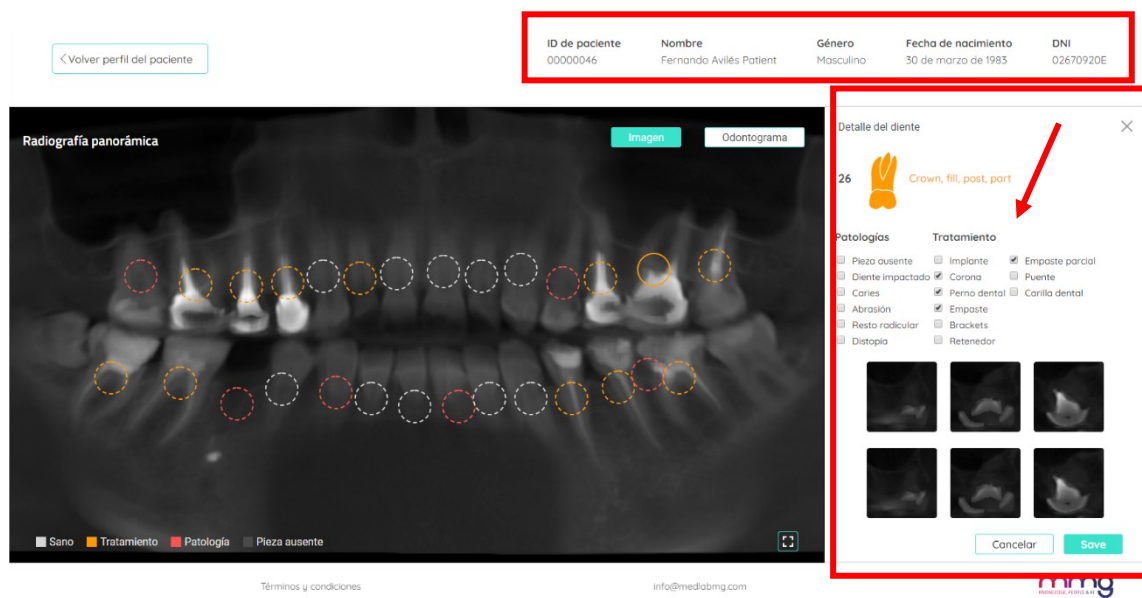 <Volver perfil del paciente
ID de paciente Nombre Género Fecha de nacimiento DNI
00000046 Fernando Avilés Patient Masculino 30 de marzo de 1983 02670920E
Radiografía panorámica
Imagen Odontograma
Detalle del diente
26 Crown, fill, post, part
Patologías Tratamiento
Pieza ausente Implante Empaste parcial
Diente impactado Corona Puente
Caries Perno dental Carilla dental
Abrasión Empaste
Resto radicular Brackets
Distopia Retenedor
Sano Tratamiento Patología Pieza ausente
Cancelar Save
Términos y condiciones info@medlabmg.com mmg
KNOWLEDGE, PEOPLE & AI